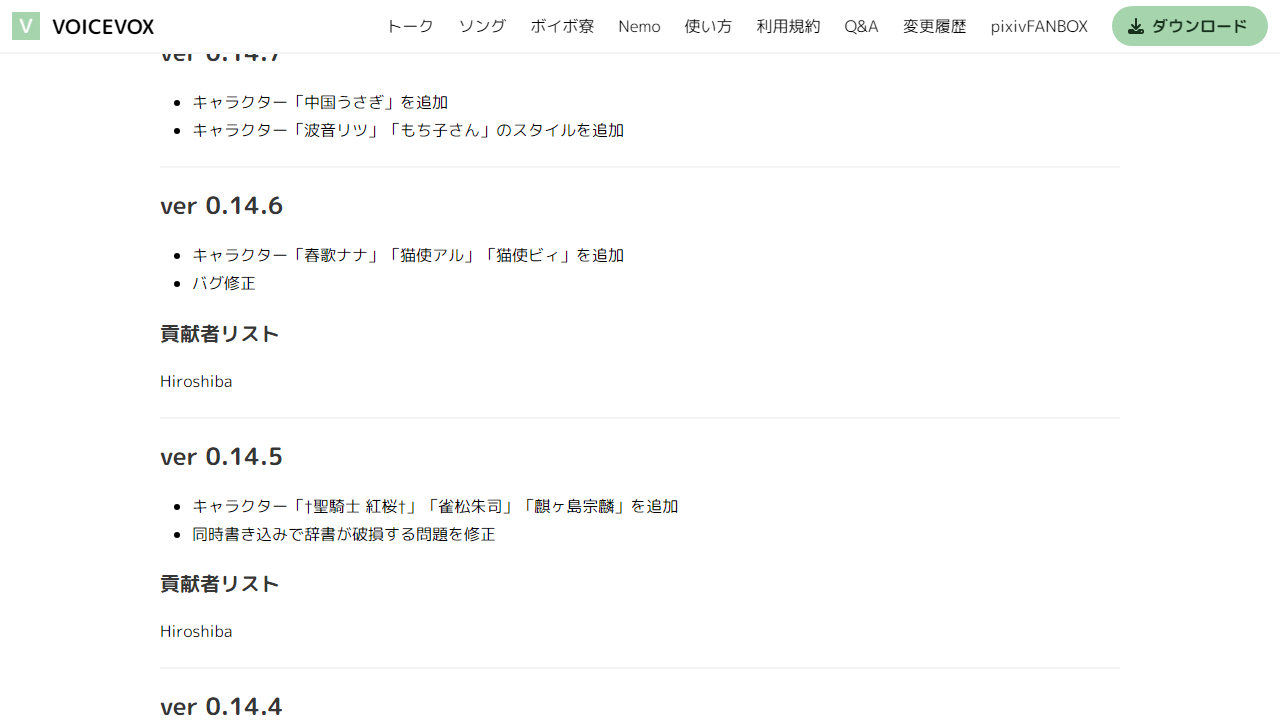 VOICEVOX
トーク ソング ボイボ寮 Nemo 使い方 利用規約 Q&A 変更履歴 pixivFANBOX ダウンロード
ver 0.14.7
キャラクター「中国うさぎ」を追加
キャラクター「波音リツ」「もち子さん」のスタイルを追加
ver 0.14.6
キャラクター「春歌ナナ」「猫使アル」「猫使ビィ」を追加
バグ修正
貢献者リスト
Hiroshiba
ver 0.14.5
キャラクター「†聖騎士 紅桜†」「雀松朱司」「麒ヶ島宗麟」を追加
同時書き込みで辞書が破損する問題を修正
貢献者リスト
Hiroshiba
ver 0.14.4